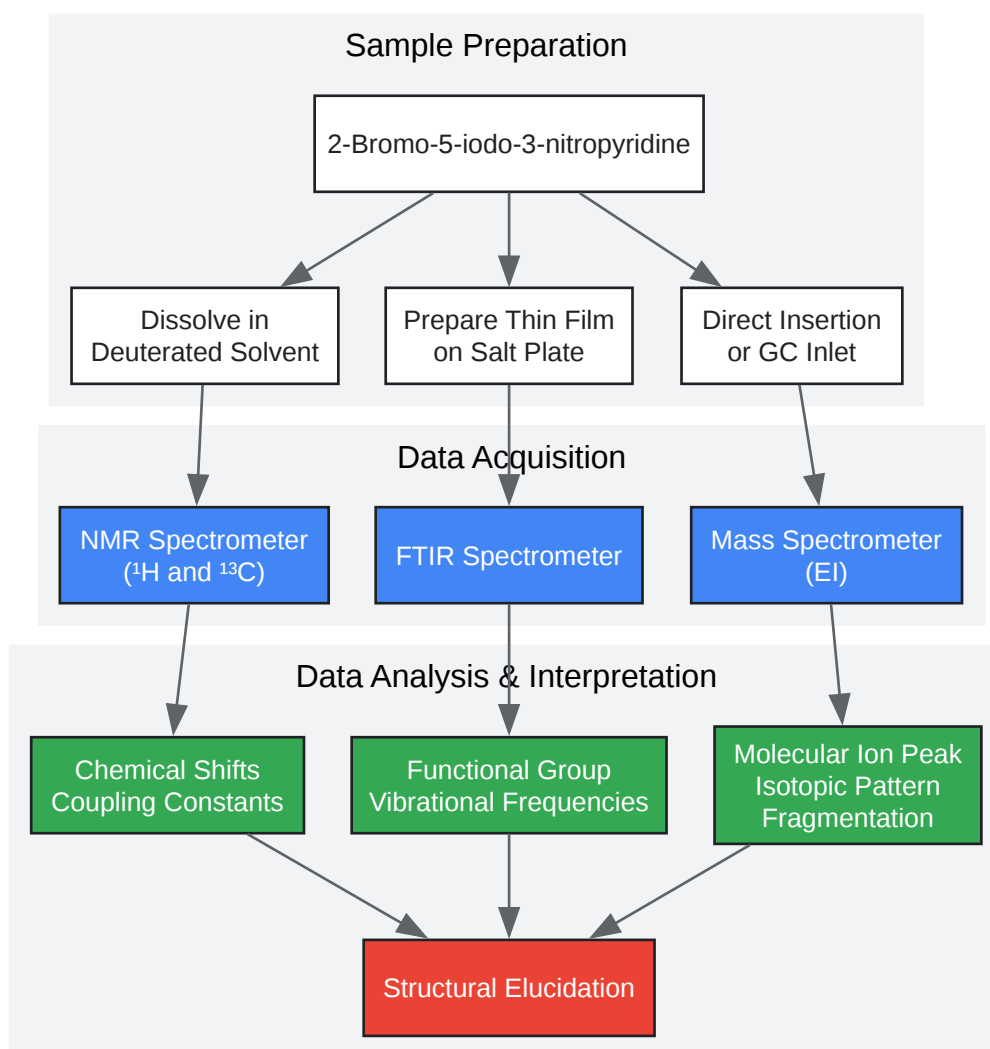 Sample Preparation
2-Bromo-5-iodo-3-nitropyridine
Dissolve in
Deuterated Solvent
Prepare Thin Film
on Salt Plate
Direct Insertion
or GC Inlet
Data Acquisition
NMR Spectrometer
(¹H and ¹³C)
FTIR Spectrometer
Mass Spectrometer
(EI)
Data Analysis & Interpretation
Chemical Shifts
Coupling Constants
Functional Group
Vibrational Frequencies
Molecular Ion Peak
Isotopic Pattern
Fragmentation
Structural Elucidation